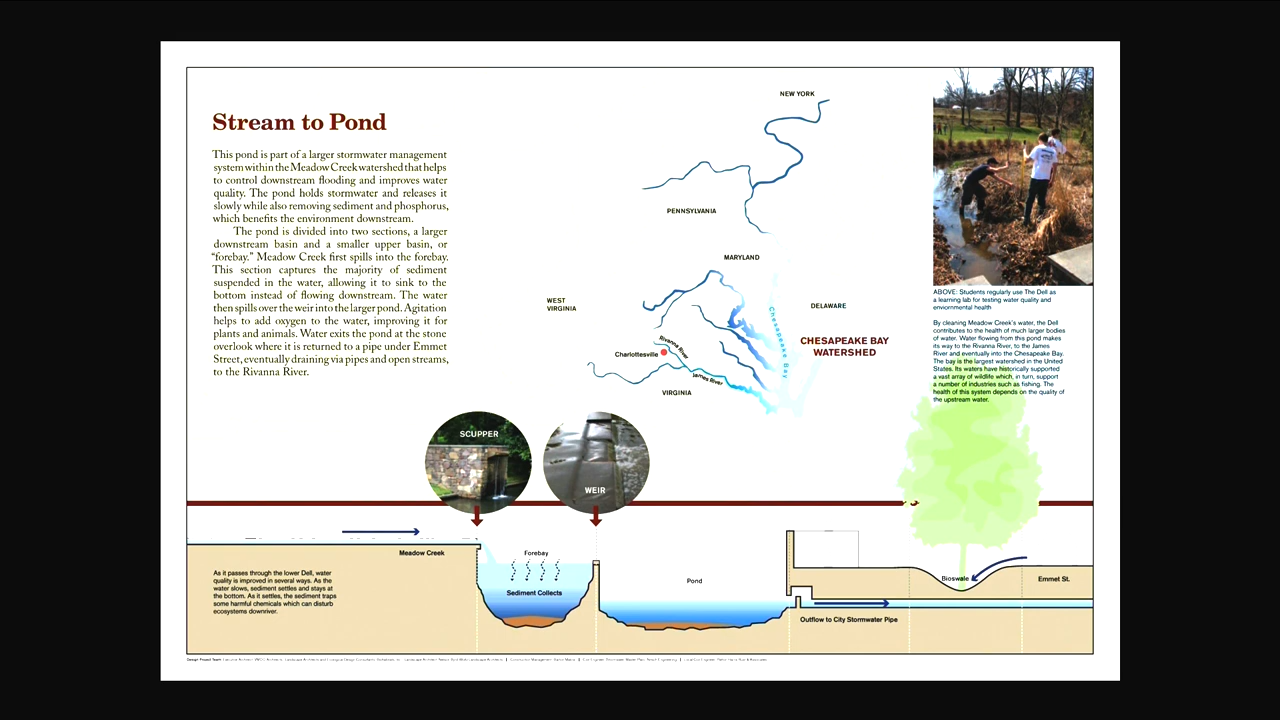 Stream to Pond
This pond is part of a larger stormwater management
system within the Meadow Creek watershed that helps
to control downstream flooding and improves water
quality. The pond holds stormwater and releases it
slowly while also removing sediment and phosphorus,
which benefits the environment downstream.
The pond is divided into two sections, a larger
downstream basin and a smaller upper basin, or
“forebay.” Meadow Creek first spills into the forebay.
This section captures the majority of sediment
suspended in the water, allowing it to sink to the
bottom instead of flowing downstream. The water
then spills over the weir into the larger pond. Agitation
helps to add oxygen to the water, improving it for
plants and animals. Water exits the pond at the stone
overlook where it is returned to a pipe under Emmet
Street, eventually draining via pipes and open streams,
to the Rivanna River.
NEW YORK
PENNSYLVANIA
MARYLAND
WEST
VIRGINIA
DELAWARE
Chesapeake Bay
CHESAPEAKE BAY
WATERSHED
Rivanna River
Charlottesville
James River
VIRGINIA
ABOVE: Students regularly use The Dell as
a learning lab for testing water quality and
enviornmental health
By cleaning Meadow Creek's water, the Dell
contributes to the health of much larger bodies
of water. Water flowing from this pond makes
its way to the Rivanna River, to the James
River and eventually into the Chesapeake Bay.
The bay is the largest watershed in the United
States. Its waters have historically supported
a vast array of wildlife which, in turn, support
a number of industries such as fishing. The
health of this system depends on the quality of
the upstream water.
SCUPPER
WEIR
Meadow Creek
Forebay
Sediment Collects
Pond
Bioswale
Emmet St.
Outflow to City Stormwater Pipe
As it passes through the lower Dell, water
quality is improved in several ways. As the
water slows, sediment settles and stays at
the bottom. As it settles, the sediment traps
some harmful chemicals which can disturb
ecosystems downriver.
Design Project Team: